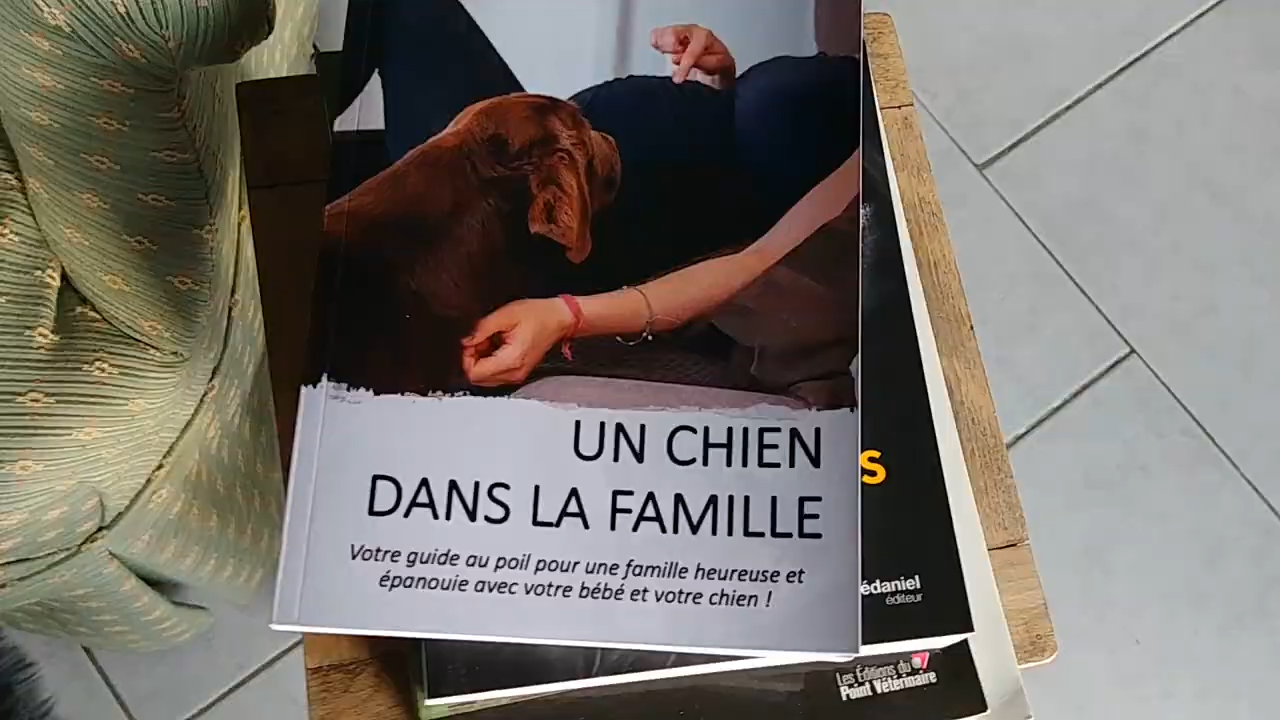 UN CHIEN
DANS LA FAMILLE
Votre guide au poil pour une famille heureuse et
épanouie avec votre bébé et votre chien !
S
édaniel
éditeur
Les Éditions du
Point Vétérinaire